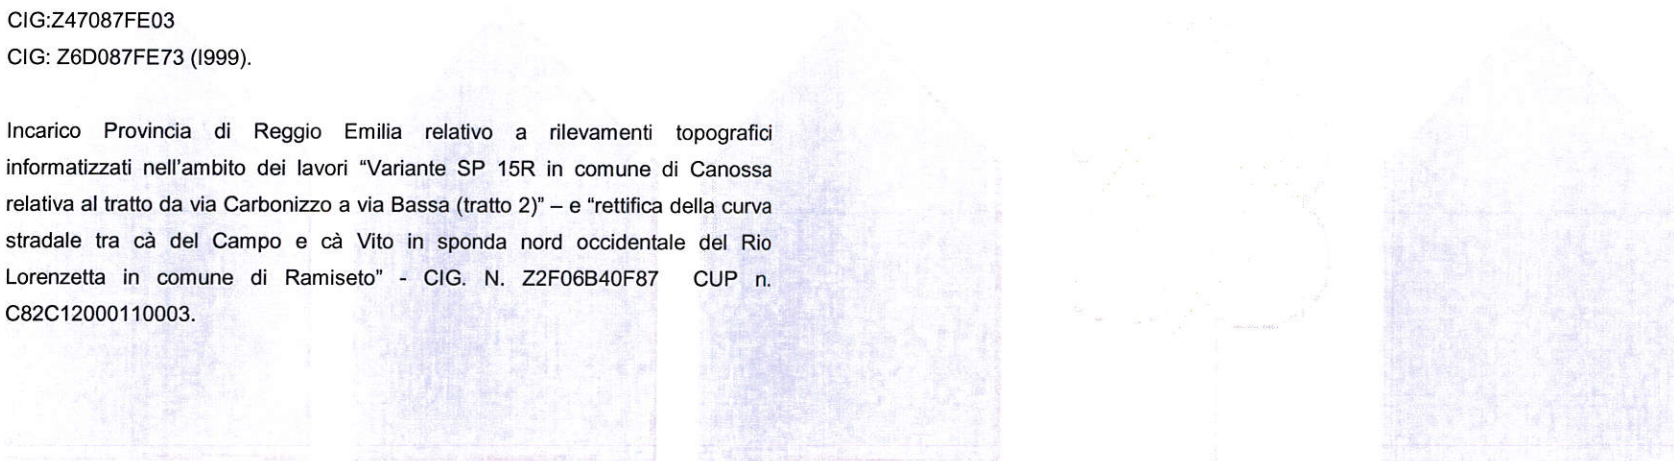 CIG:Z47087FE03
CIG: Z6D087FE73 (I999).
Incarico Provincia di Reggio Emilia relativo a rilevamenti topografici
informatizzati nell'ambito dei lavori “Variante SP 15R in comune di Canossa
relativa al tratto da via Carbonizzo a via Bassa (tratto 2)” – e “rettifica della curva
stradale tra cà del Campo e cà Vito in sponda nord occidentale del Rio
Lorenzetta in comune di Ramiseto” - CIG. N. Z2F06B40F87 CUP n.
C82C12000110003.